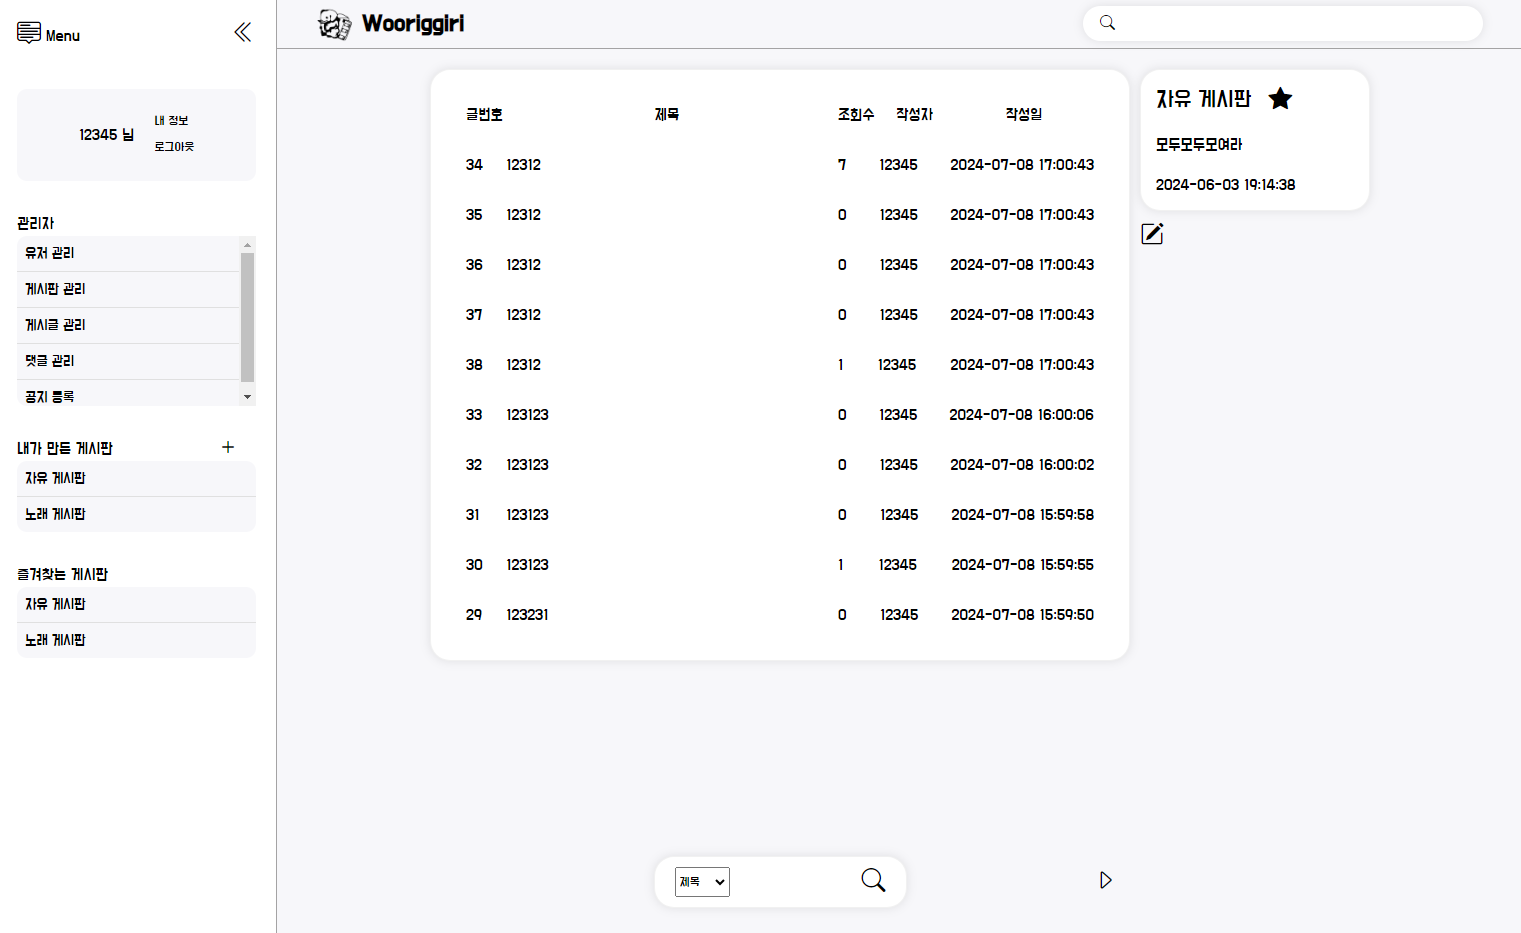 Menu
12345 님
내 정보
로그아웃
관리자
유저 관리
게시판 관리
게시글 관리
댓글 관리
공지 등록
내가 만든 게시판
자유 게시판
노래 게시판
즐겨찾는 게시판
자유 게시판
노래 게시판
Wooriggiri
글번호 제목 조회수 작성자 작성일
34 12312 7 12345 2024-07-08 17:00:43
35 12312 0 12345 2024-07-08 17:00:43
36 12312 0 12345 2024-07-08 17:00:43
37 12312 0 12345 2024-07-08 17:00:43
38 12312 1 12345 2024-07-08 17:00:43
33 123123 0 12345 2024-07-08 16:00:06
32 123123 0 12345 2024-07-08 16:00:02
31 123123 0 12345 2024-07-08 15:59:58
30 123123 1 12345 2024-07-08 15:59:55
29 123231 0 12345 2024-07-08 15:59:50
자유 게시판
모두모두모여라
2024-06-03 19:14:38
제목